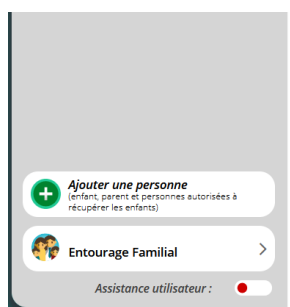 Ajouter une personne
(enfant, parent et personnes autorisées à
récupérer les enfants)
Entourage Familial
Assistance utilisateur :